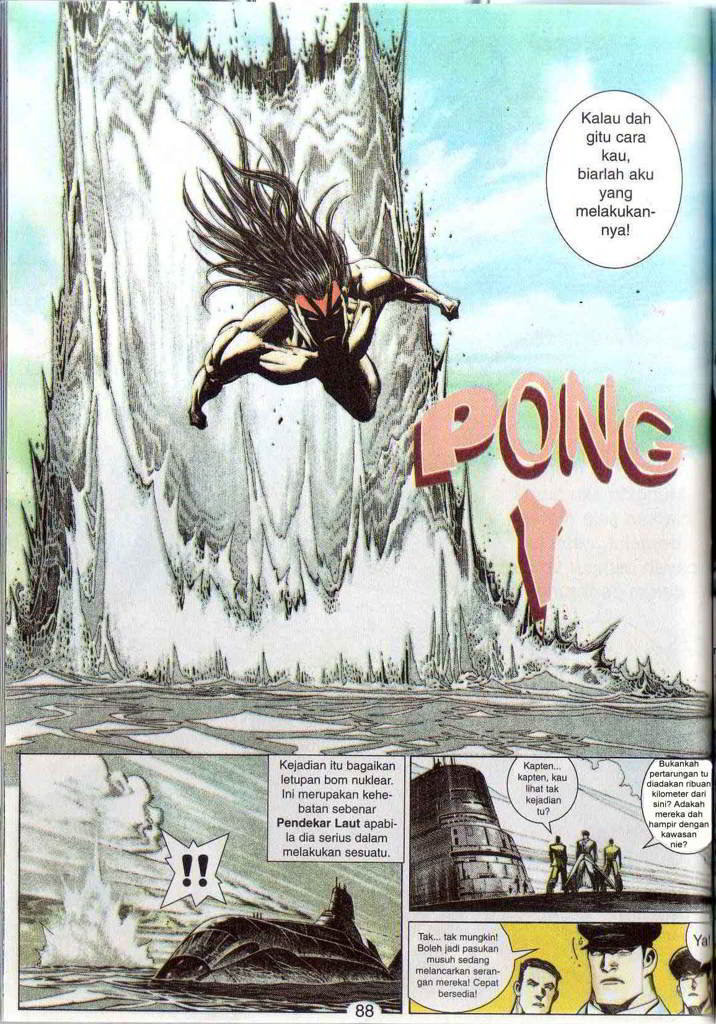 Kalau dah
gitu cara
kau,
biarlah aku
yang
melakukan-
nya!
PONG
!
Kejadian itu bagaikan
letupan bom nuklear.
Ini merupakan kehe-
batan sebenar
Pendekar Laut apabi-
la dia serius dalam
melakukan sesuatu.
!!
Kapten...
kapten, kau
lihat tak
kejadian
tu?
Bukankah
pertarungan tu
diadakan ribuan
kilometer dari
sini? Adakah
mereka dah
hampir dengan
kawasan
nie?
Tak... tak mungkin!
Boleh jadi pasukan
musuh sedang
melancarkan seran-
gan mereka! Cepat
bersedia!
Ya!
88